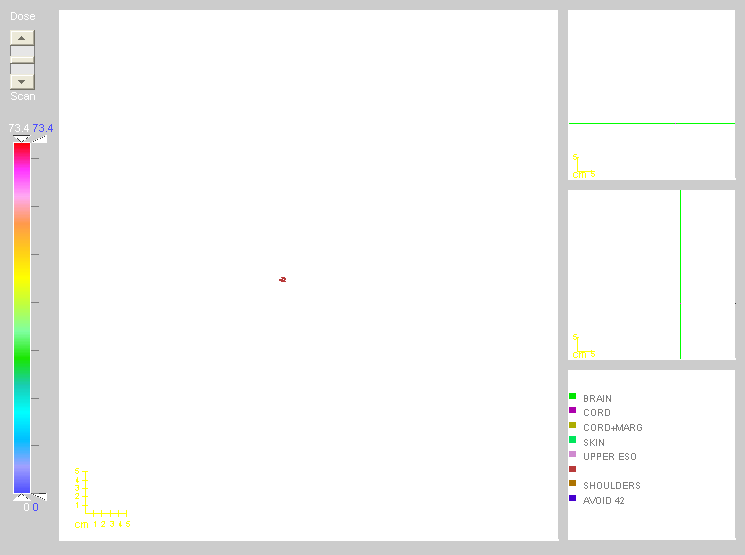 Dose
Scan
73.4 73.4
0 0
5
4
3
2
1
cm 1 2 3 4 5
5
cm 5
5
cm 5
BRAIN
CORD
CORD+MARG
SKIN
UPPER ESO
SHOULDERS
AVOID 42